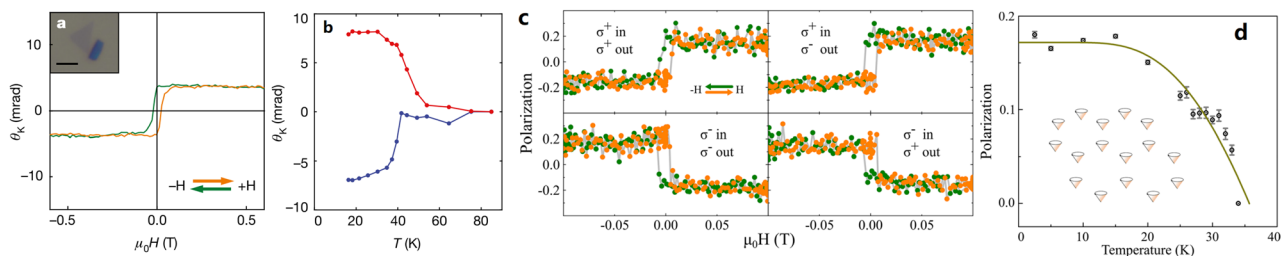 a
θK (mrad)
10
0
−10
−H +H
−0.5 0.0 0.5
μ0H (T)
b
θK (mrad)
10
5
0
5
−10
20 40 60 80
T (K)
c
Polarization
0.2
0.0
-0.2
0.2
0.0
-0.2
σ+ in
σ+ out
σ+ in
σ- out
-H H
σ- in
σ- out
σ- in
σ+ out
-0.05 0.00 0.05 -0.05 0.00 0.05
μ0H (T)
d
Polarization
0.2
0.1
0.0
0 10 20 30 40
Temperature (K)